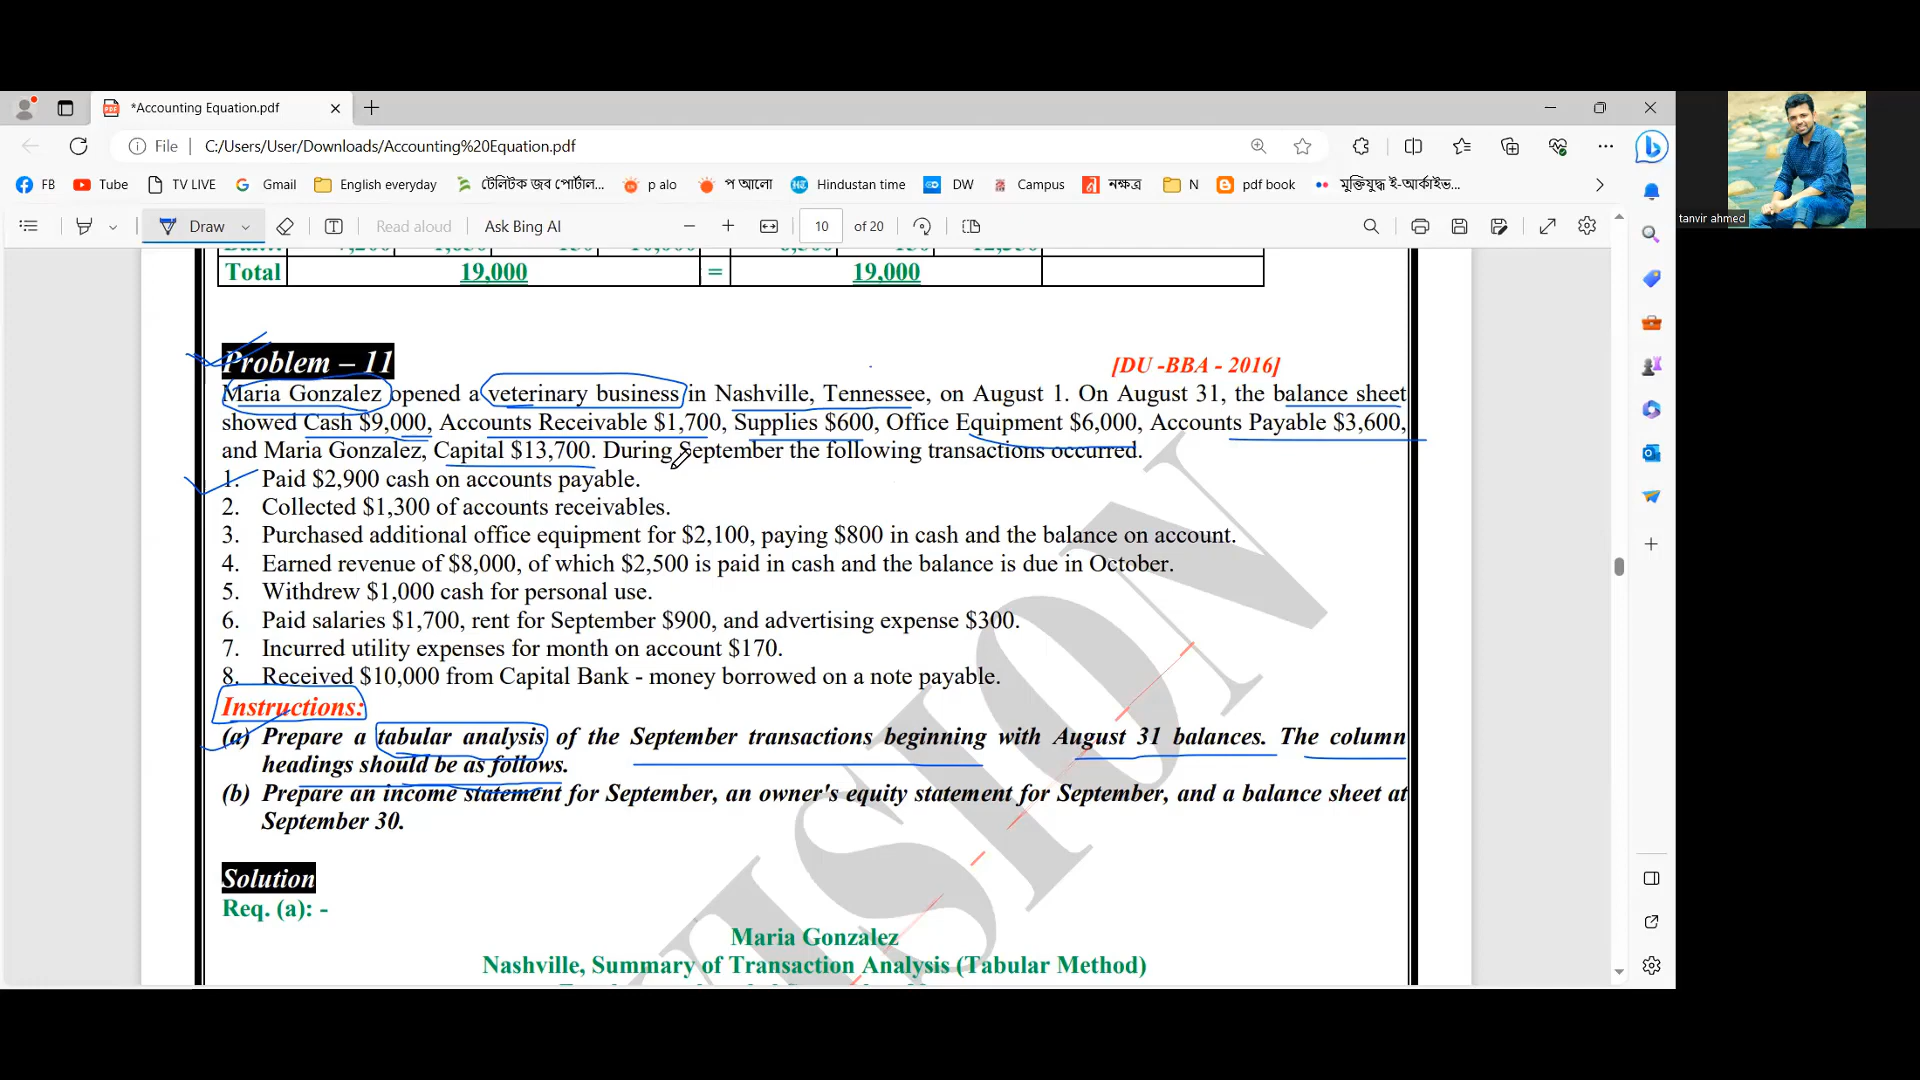 *Accounting Equation.pdf
File
C:/Users/User/Downloads/Accounting%20Equation.pdf
FB
Tube
TV LIVE
Gmail
English everyday
টেলিটক জব পোর্টাল...
p alo
প আলো
Hindustan time
DW
Campus
নক্ষত্র
N
pdf book
মুক্তিযুদ্ধ ই-আর্কাইভ...
tanvir ahmed
Draw
Read aloud
Ask Bing AI
10 of 20
Total 19,000 = 19,000
Problem – 11
[DU -BBA - 2016]
Maria Gonzalez opened a veterinary business in Nashville, Tennessee, on August 1. On August 31, the balance sheet
showed Cash $9,000, Accounts Receivable $1,700, Supplies $600, Office Equipment $6,000, Accounts Payable $3,600,
and Maria Gonzalez, Capital $13,700. During September the following transactions occurred.
1. Paid $2,900 cash on accounts payable.
2. Collected $1,300 of accounts receivables.
3. Purchased additional office equipment for $2,100, paying $800 in cash and the balance on account.
4. Earned revenue of $8,000, of which $2,500 is paid in cash and the balance is due in October.
5. Withdrew $1,000 cash for personal use.
6. Paid salaries $1,700, rent for September $900, and advertising expense $300.
7. Incurred utility expenses for month on account $170.
8. Received $10,000 from Capital Bank - money borrowed on a note payable.
Instructions:
(a) Prepare a tabular analysis of the September transactions beginning with August 31 balances. The column
headings should be as follows.
(b) Prepare an income statement for September, an owner's equity statement for September, and a balance sheet at
September 30.
Solution
Req. (a): -
Maria Gonzalez
Nashville, Summary of Transaction Analysis (Tabular Method)